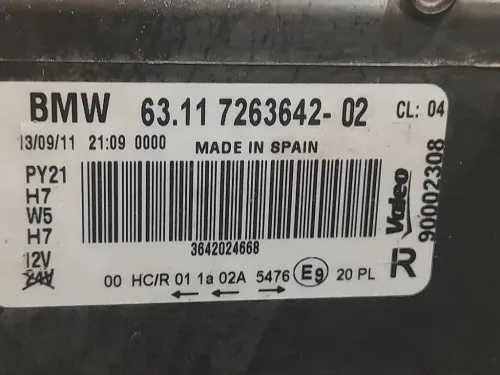 BMW 63.11 7263642-02 CL: 04
13/09/11 21:09 0000 MADE IN SPAIN
PY21
H7
W5
H7
12V
24V
3642024668
Valeo
90002308
R
00 HC/R 01 1a 02A 5476 E9 20 PL